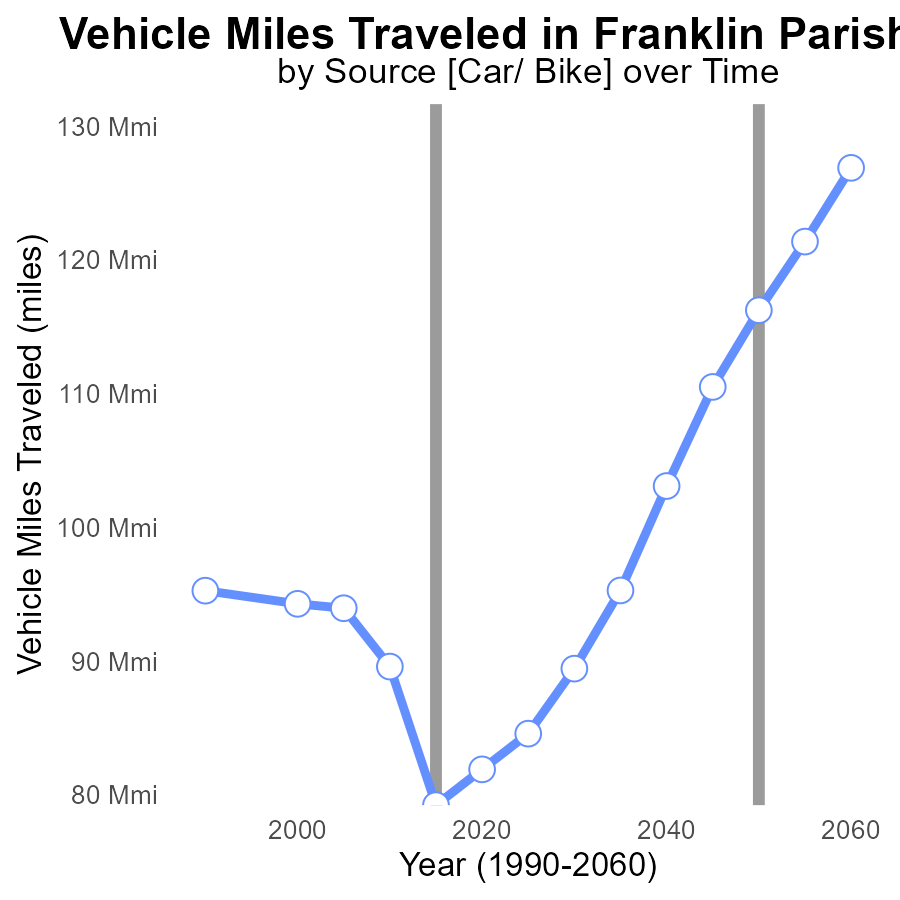 Vehicle Miles Traveled in Franklin Parish
by Source [Car/ Bike] over Time
130 Mmi
120 Mmi
110 Mmi
100 Mmi
90 Mmi
80 Mmi
Vehicle Miles Traveled (miles)
2000
2020
2040
2060
Year (1990-2060)